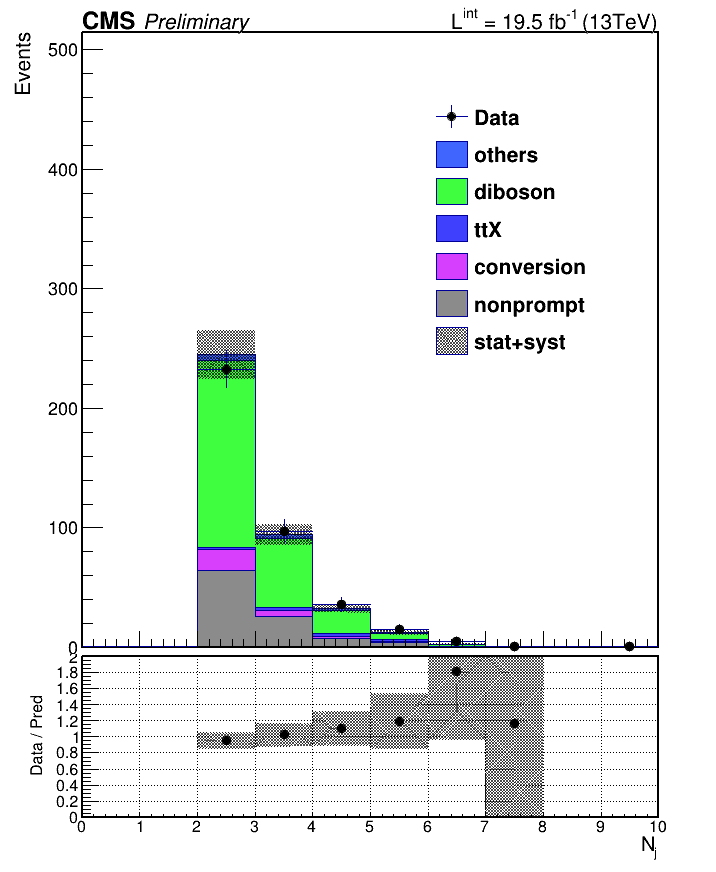 CMS Preliminary L^int = 19.5 fb^-1 (13TeV)
Events
500
400
300
200
100
0
Data
others
diboson
ttX
conversion
nonprompt
stat+syst
Data / Pred
2
1.8
1.6
1.4
1.2
1
0.8
0.6
0.4
0.2
0
0 1 2 3 4 5 6 7 8 9 10
N_j